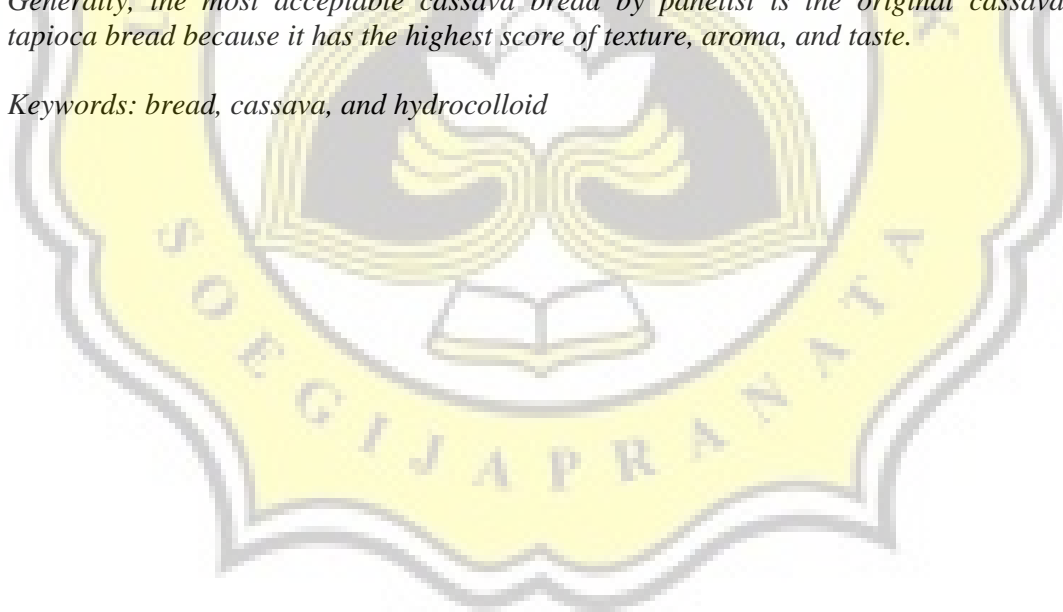 Generally, the most acceptable cassava bread by panelist is the original cassava
tapioca bread because it has the highest score of texture, aroma, and taste.
Keywords: bread, cassava, and hydrocolloid
SOEGIJAPRANATA